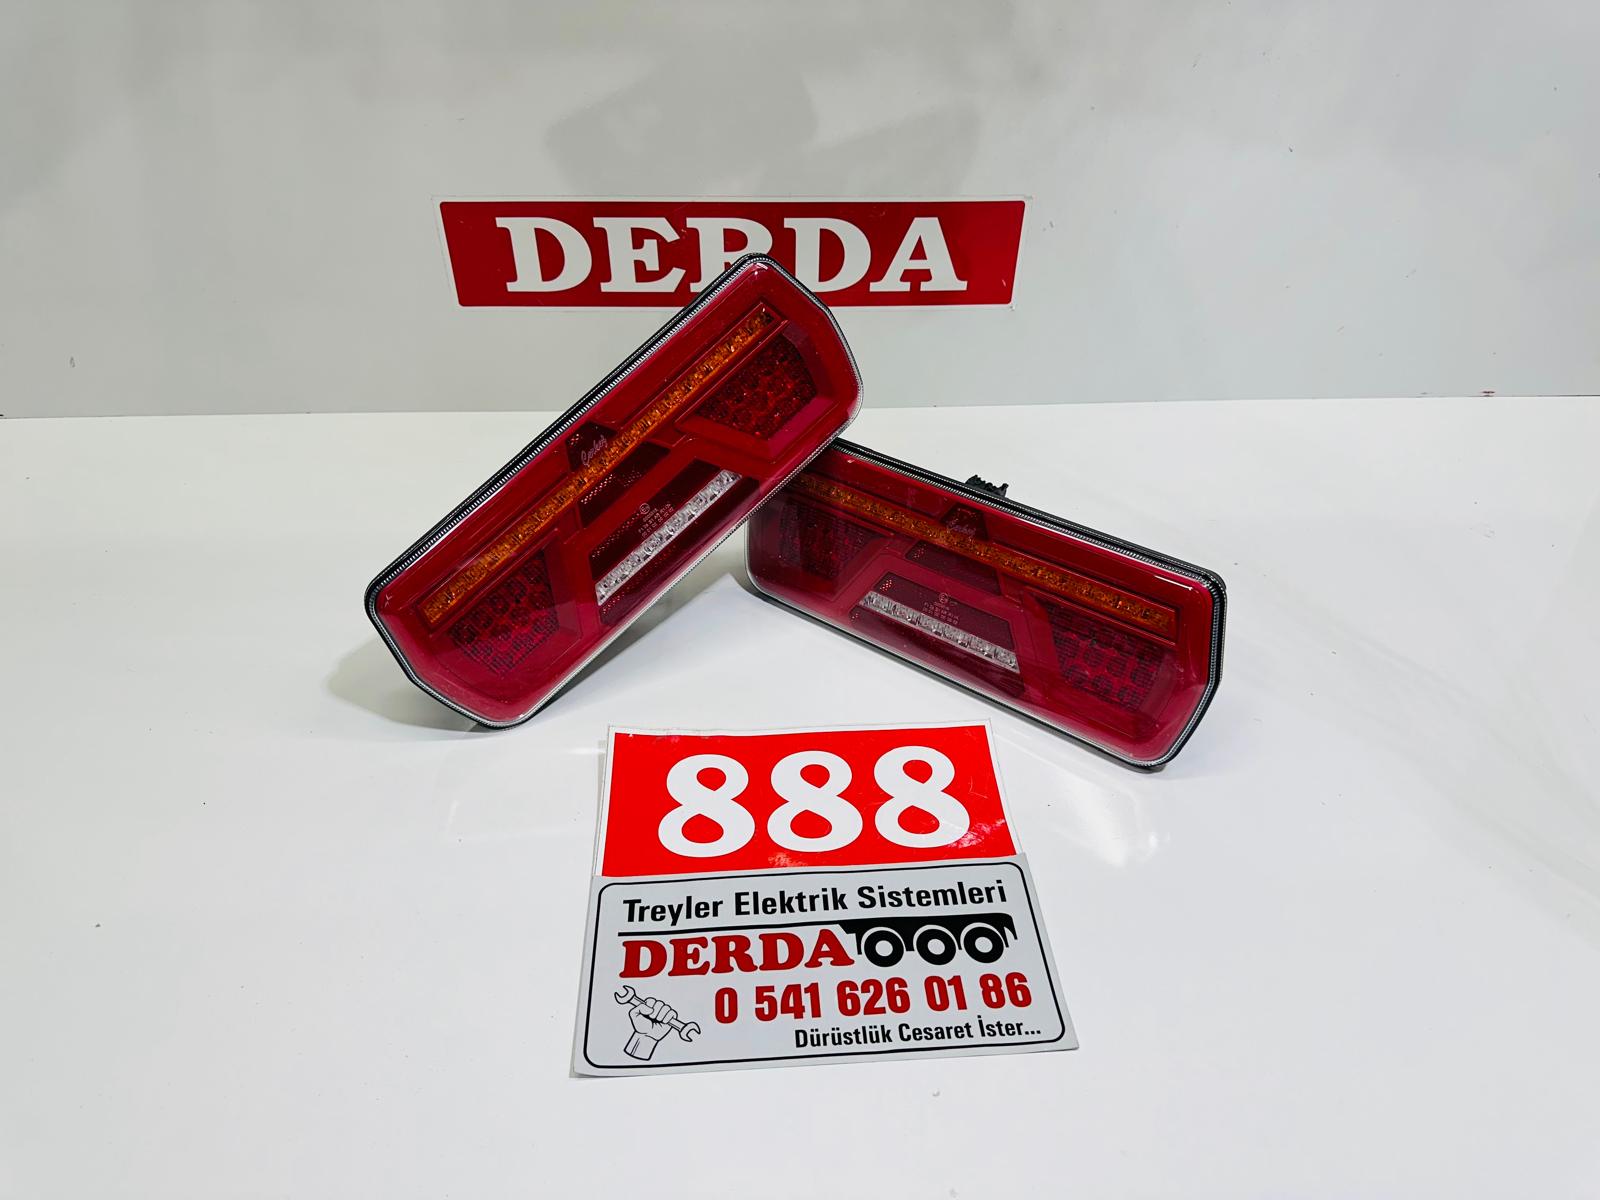 DERDA
888
Treyler Elektrik Sistemleri
DERDA
0 541 626 01 86
Dürüstlük Cesaret İster...